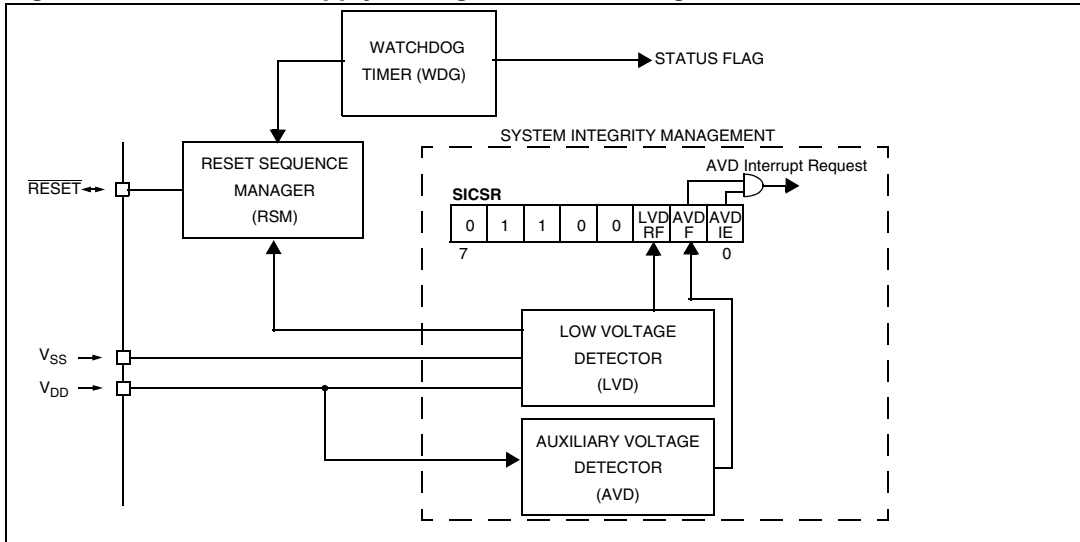 WATCHDOG
TIMER (WDG)
STATUS FLAG
SYSTEM INTEGRITY MANAGEMENT
RESET SEQUENCE
MANAGER
(RSM)
AVD Interrupt Request
RESET
SICSR
0 1 1 1 0 0 LVD RF AVD F AVD IE
7 0
LOW VOLTAGE
DETECTOR
(LVD)
VSS
VDD
AUXILIARY VOLTAGE
DETECTOR
(AVD)